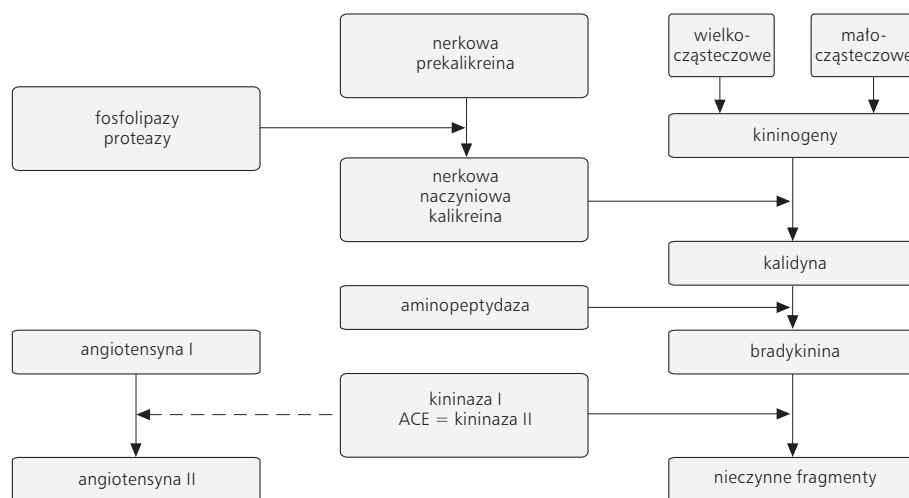 nerkowa
prekalikreina
wielko-
cząsteczowe
mało-
cząsteczowe
fosfolipazy
proteazy
kininogeny
nerkowa
naczyniowa
kalikreina
kalidyna
aminopeptydaza
angiotensyna I
bradykinina
kininaza I
ACE = kininaza II
angiotensyna II
nieczynne fragmenty